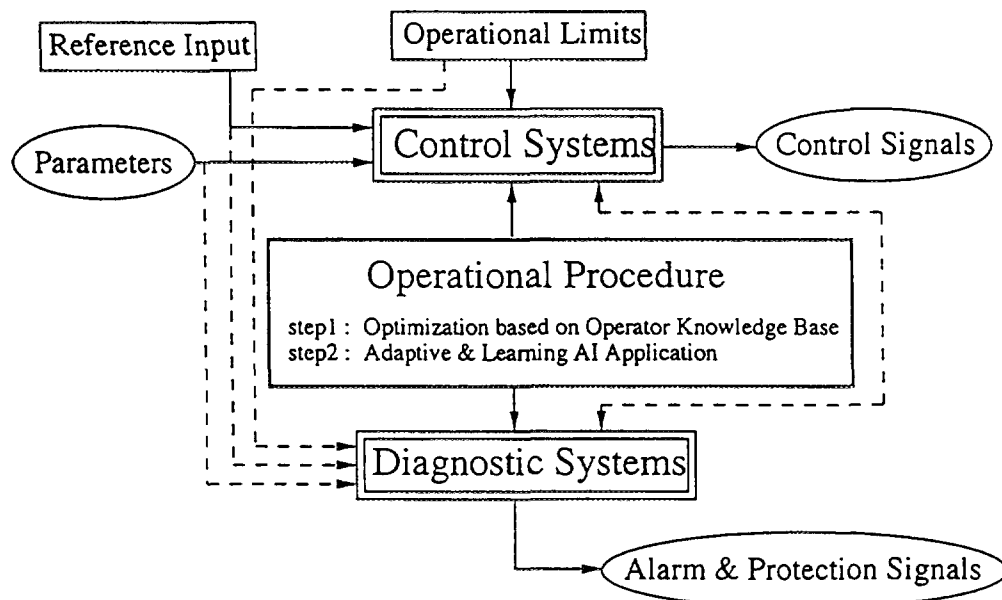 Reference Input
Operational Limits
Parameters
Control Systems
Control Signals
Operational Procedure
step1 : Optimization based on Operator Knowledge Base
step2 : Adaptive & Learning AI Application
Diagnostic Systems
Alarm & Protection Signals